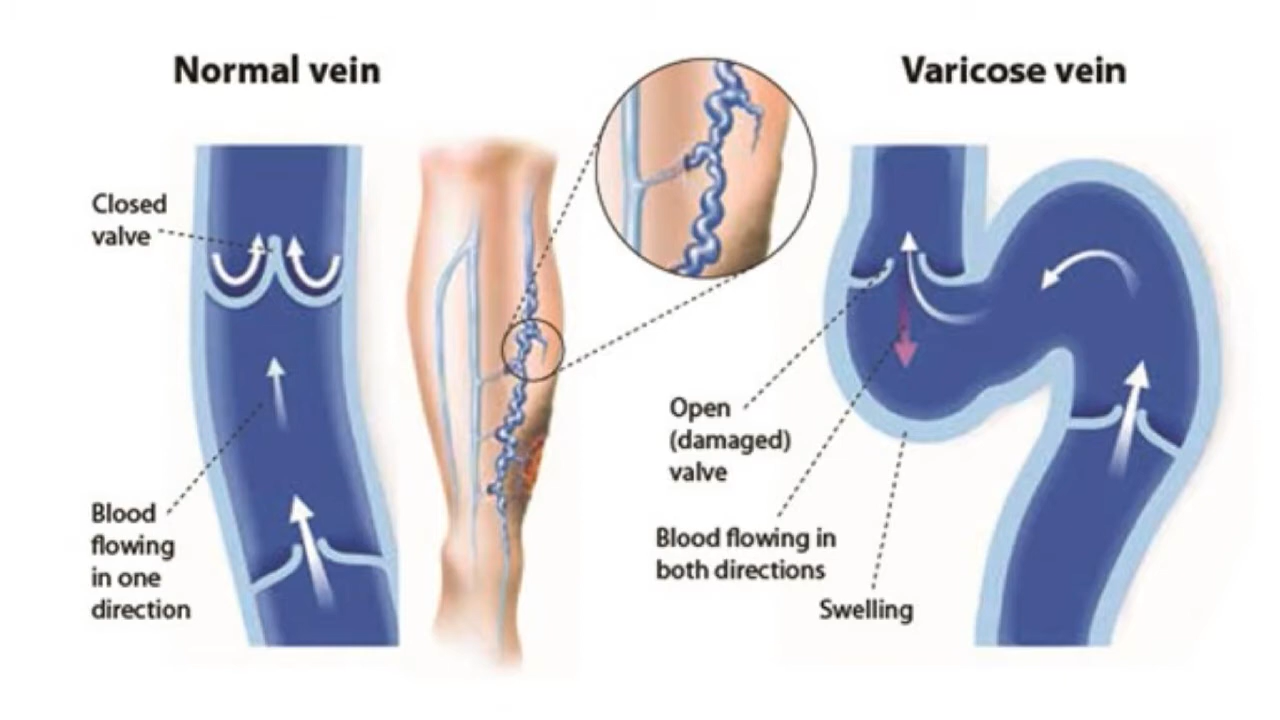 Normal vein
Closed
valve
Blood
flowing
in one
direction
Varicose vein
Open
(damaged)
valve
Blood flowing in
both directions
Swelling